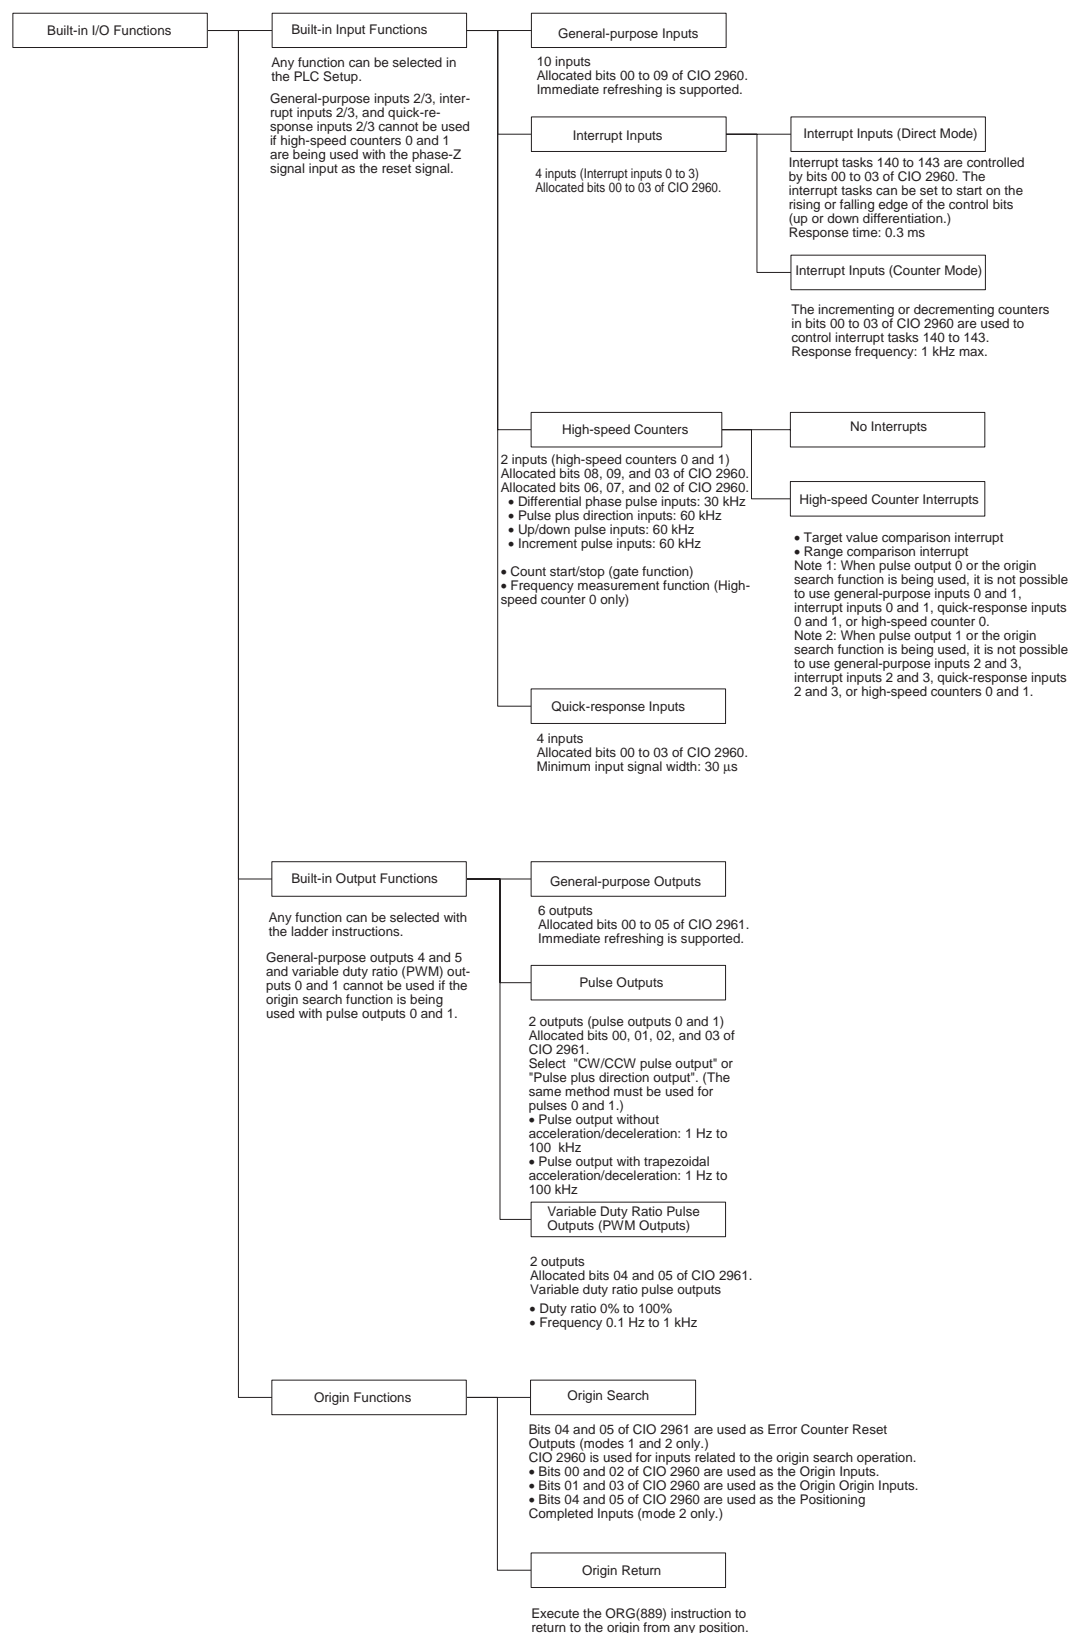 Built-in I/O Functions
Built-in Input Functions
Any function can be selected in
the PLC Setup.
General-purpose inputs 2/3, inter-
rupt inputs 2/3, and quick-re-
sponse inputs 2/3 cannot be used
if high-speed counters 0 and 1
are being used with the phase-Z
signal input as the reset signal.
General-purpose Inputs
10 inputs
Allocated bits 00 to 09 of CIO 2960.
Immediate refreshing is supported.
Interrupt Inputs
4 inputs (Interrupt inputs 0 to 3)
Allocated bits 00 to 03 of CIO 2960.
Interrupt Inputs (Direct Mode)
Interrupt tasks 140 to 143 are controlled
by bits 00 to 03 of CIO 2960. The
interrupt tasks can be set to start on the
rising or falling edge of the control bits
(up or down differentiation.)
Response time: 0.3 ms
Interrupt Inputs (Counter Mode)
The incrementing or decrementing counters
in bits 00 to 03 of CIO 2960 are used to
control interrupt tasks 140 to 143.
Response frequency: 1 kHz max.
High-speed Counters
2 inputs (high-speed counters 0 and 1)
Allocated bits 08, 09, and 03 of CIO 2960.
Allocated bits 06, 07, and 02 of CIO 2960.
• Differential phase pulse inputs: 30 kHz
• Pulse plus direction inputs: 60 kHz
• Up/down pulse inputs: 60 kHz
• Increment pulse inputs: 60 kHz
• Count start/stop (gate function)
• Frequency measurement function (High-
speed counter 0 only)
No Interrupts
High-speed Counter Interrupts
• Target value comparison interrupt
• Range comparison interrupt
Note 1: When pulse output 0 or the origin
search function is being used, it is not possible
to use general-purpose inputs 0 and 1,
interrupt inputs 0 and 1, quick-response inputs
0 and 1, or high-speed counter 0.
Note 2: When pulse output 1 or the origin
search function is being used, it is not possible
to use general-purpose inputs 2 and 3,
interrupt inputs 2 and 3, quick-response inputs
2 and 3, or high-speed counters 0 and 1.
Quick-response Inputs
4 inputs
Allocated bits 00 to 03 of CIO 2960.
Minimum input signal width: 30 μs
Built-in Output Functions
Any function can be selected with
the ladder instructions.
General-purpose outputs 4 and 5
and variable duty ratio (PWM) out-
puts 0 and 1 cannot be used if the
origin search function is being
used with pulse outputs 0 and 1.
General-purpose Outputs
6 outputs
Allocated bits 00 to 05 of CIO 2961.
Immediate refreshing is supported.
Pulse Outputs
2 outputs (pulse outputs 0 and 1)
Allocated bits 00, 01, 02, and 03 of
CIO 2961.
Select "CW/CCW pulse output" or
"Pulse plus direction output". (The
same method must be used for
pulses 0 and 1.)
• Pulse output without
acceleration/deceleration: 1 Hz to
100 kHz
• Pulse output with trapezoidal
acceleration/deceleration: 1 Hz to
100 kHz
Variable Duty Ratio Pulse
Outputs (PWM Outputs)
2 outputs
Allocated bits 04 and 05 of CIO 2961.
Variable duty ratio pulse outputs
• Duty ratio 0% to 100%
• Frequency 0.1 Hz to 1 kHz
Origin Functions
Origin Search
Bits 04 and 05 of CIO 2961 are used as Error Counter Reset
Outputs (modes 1 and 2 only.)
CIO 2960 is used for inputs related to the origin search operation.
• Bits 00 and 02 of CIO 2960 are used as the Origin Inputs.
• Bits 01 and 03 of CIO 2960 are used as the Origin Origin Inputs.
• Bits 04 and 05 of CIO 2960 are used as the Positioning
Completed Inputs (mode 2 only.)
Origin Return
Execute the ORG(889) instruction to
return to the origin from any position.